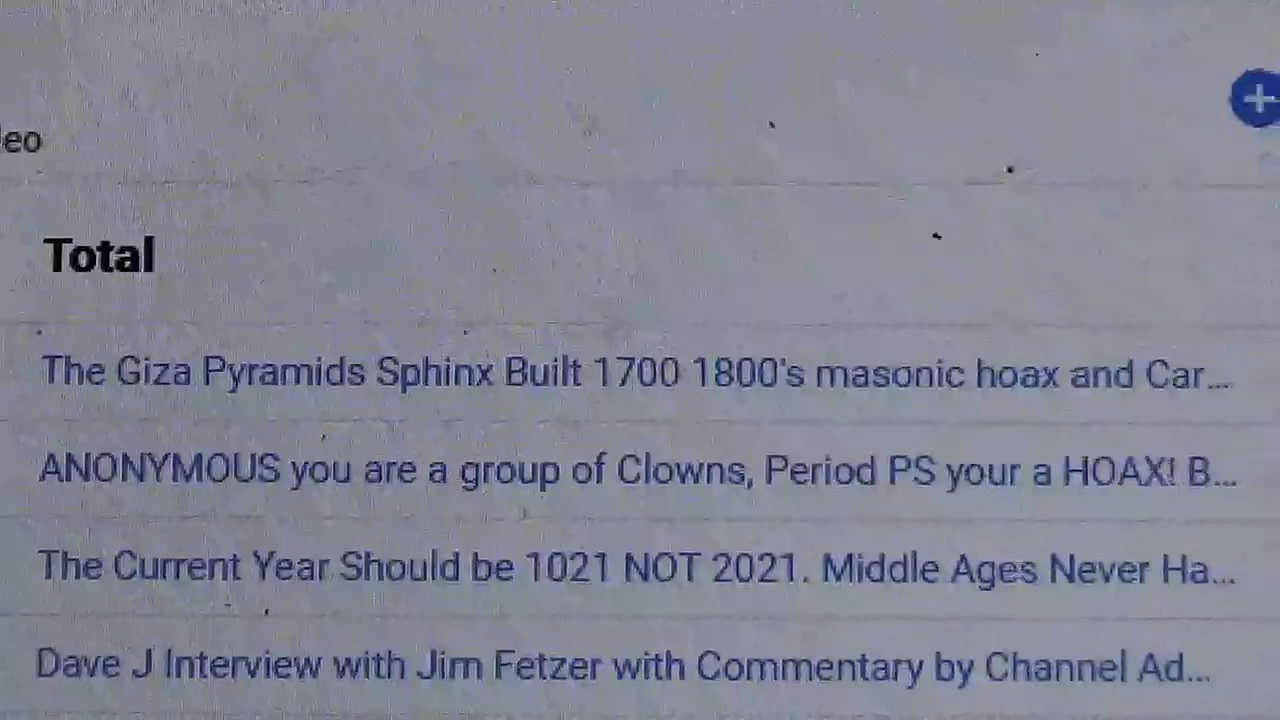 eo
Total
The Giza Pyramids Sphinx Built 1700 1800's masonic hoax and Car...
ANONYMOUS you are a group of Clowns, Period PS your a HOAX! B...
The Current Year Should be 1021 NOT 2021. Middle Ages Never Ha...
Dave J Interview with Jim Fetzer with Commentary by Channel Ad...